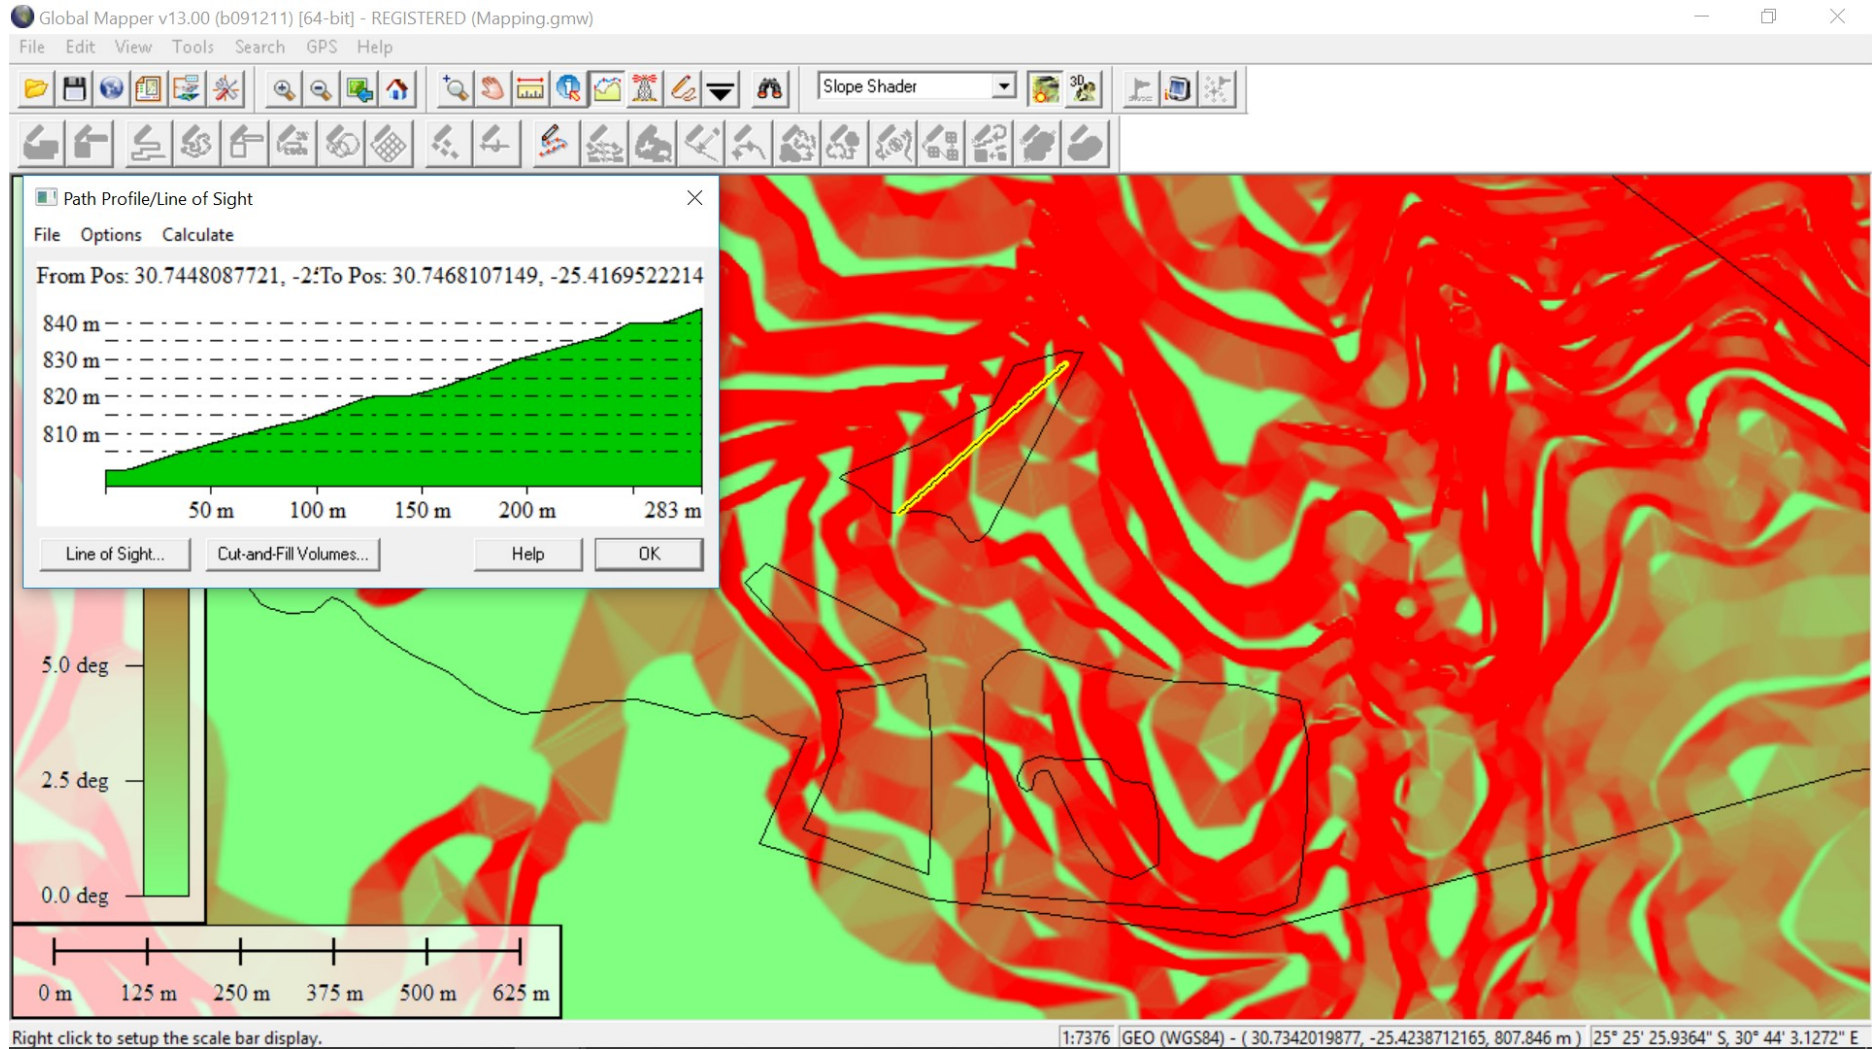 Global Mapper v13.00 (b091211) [64-bit] - REGISTERED (Mapping.gmw)
File Edit View Tools Search GPS Help
Slope Shader
Path Profile/Line of Sight
File Options Calculate
From Pos: 30.7448087721, -2 To Pos: 30.7468107149, -25.4169522214
840 m
830 m
820 m
810 m
50 m 100 m 150 m 200 m 283 m
Line of Sight... Cut-and-Fill Volumes... Help OK
5.0 deg
2.5 deg
0.0 deg
0 m 125 m 250 m 375 m 500 m 625 m
Right click to setup the scale bar display.
1:7376 GEO (WGS84) - ( 30.7342019877, -25.4238712165, 807.846 m ) 25° 25' 25.9364" S, 30° 44' 3.1272" E